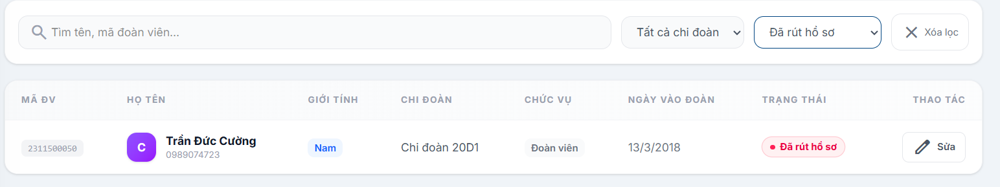 Tìm tên, mã đoàn viên...
Tất cả chi đoàn
Đã rút hồ sơ
Xóa lọc
MÃ ĐV HỌ TÊN GIỚI TÍNH CHI ĐOÀN CHỨC VỤ NGÀY VÀO ĐOÀN TRẠNG THÁI THAO TÁC
2311500050 C Trần Đức Cường Nam Chi đoàn 20D1 Đoàn viên 13/3/2018 Đã rút hồ sơ Sửa
0989074723